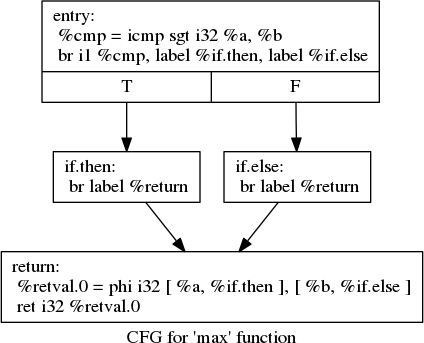 entry:
%cmp = icmp sgt i32 %a, %b
br i1 %cmp, label %if.then, label %if.else
T F
if.then:
br label %return
if.else:
br label %return
return:
%retval.0 = phi i32 [ %a, %if.then ], [ %b, %if.else ]
ret i32 %retval.0
CFG for 'max' function